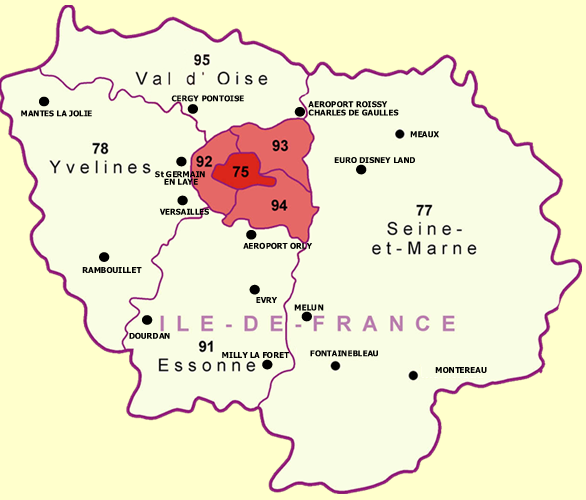 95
Val d' Oise
CERGY PONTOISE
AEROPORT ROISSY
CHARLES DE GAULLES
MANTES LA JOLIE
MEAUX
78
Yvelines
92
93
75
EURO DISNEY LAND
St GERMAIN
EN LAYE
94
VERSAILLES
77
Seine-
et-Marne
AEROPORT ORLY
RAMBOUILLET
EVRY
MELUN
ILE-DE-FRANCE
DOURDAN
91
Essonne
MILLY LA FORET
FONTAINEBLEAU
MONTEREAU